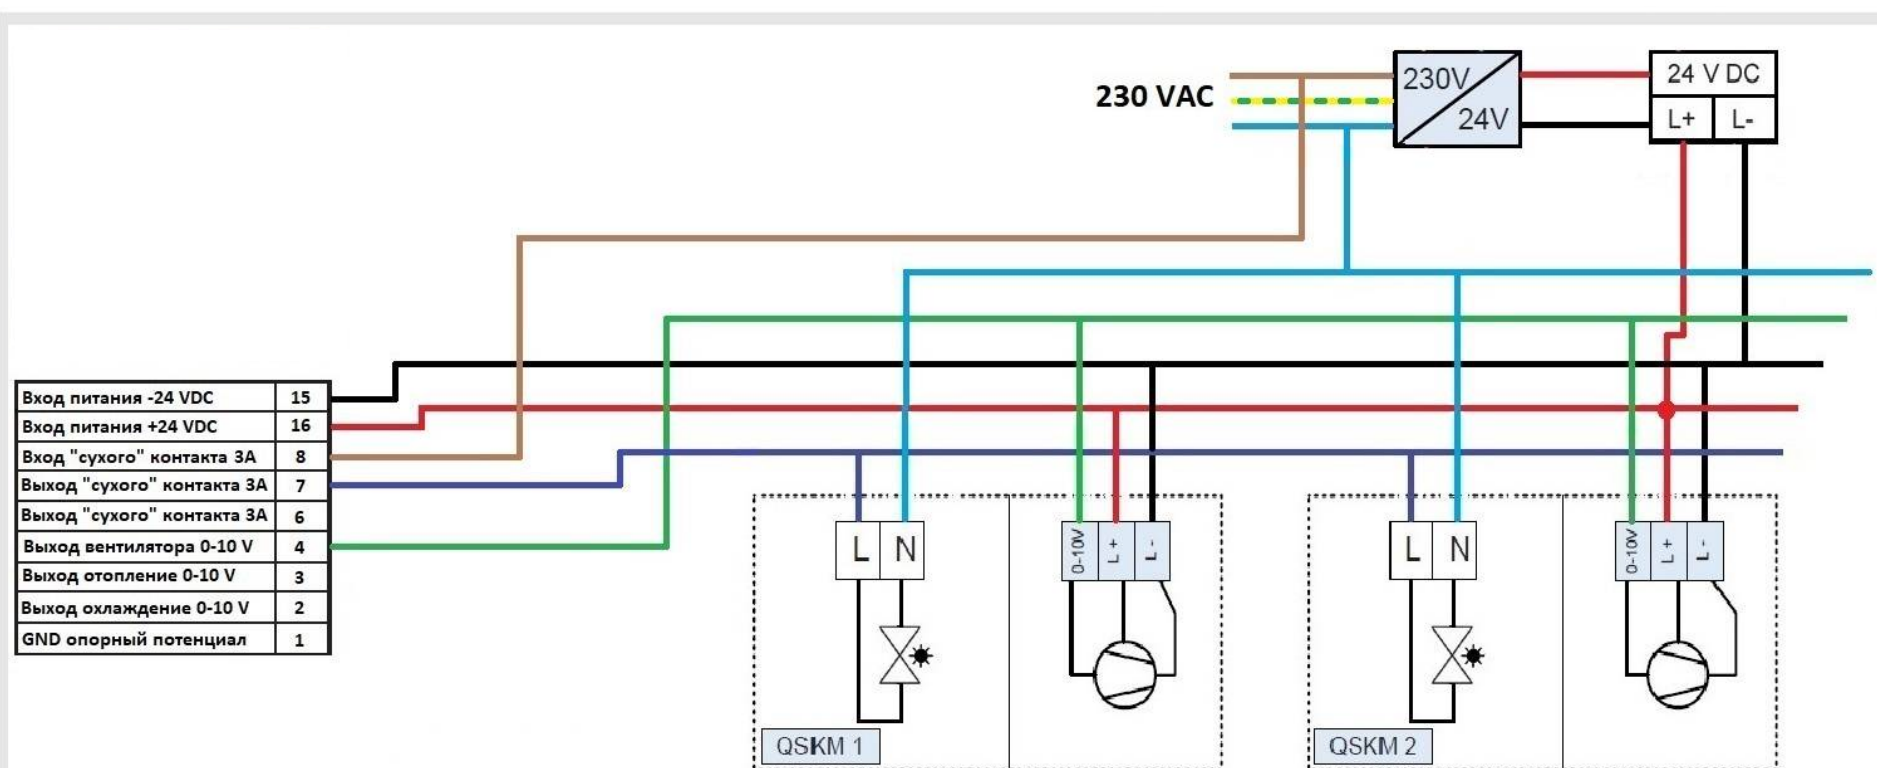 230 VAC
230V
24V
24 V DC
L+ L-
Вход питания -24 VDC 15
Вход питания +24 VDC 16
Вход "сухого" контакта 3А 8
Выход "сухого" контакта 3А 7
Выход "сухого" контакта 3А 6
Выход вентилятора 0-10 V 4
Выход отопление 0-10 V 3
Выход охлаждение 0-10 V 2
GND опорный потенциал 1
L N
0-10V L+ L-
L N
0-10V L+ L-
QSKM 1
QSKM 2